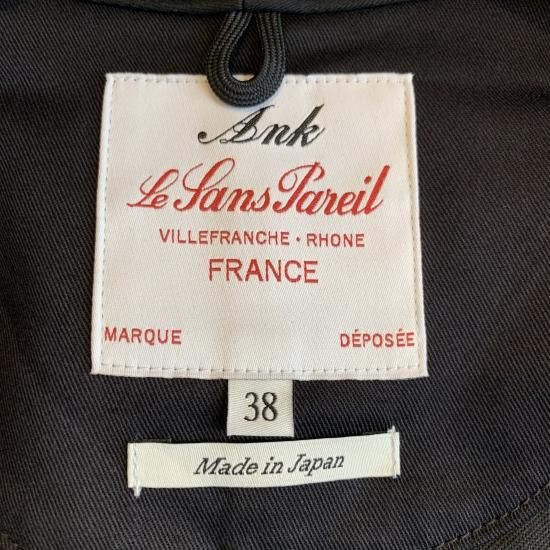 Ank
Le Sans Pareil
VILLEFRANCHE · RHONE
FRANCE
MARQUE DÉPOSÉE
38
Made in Japan